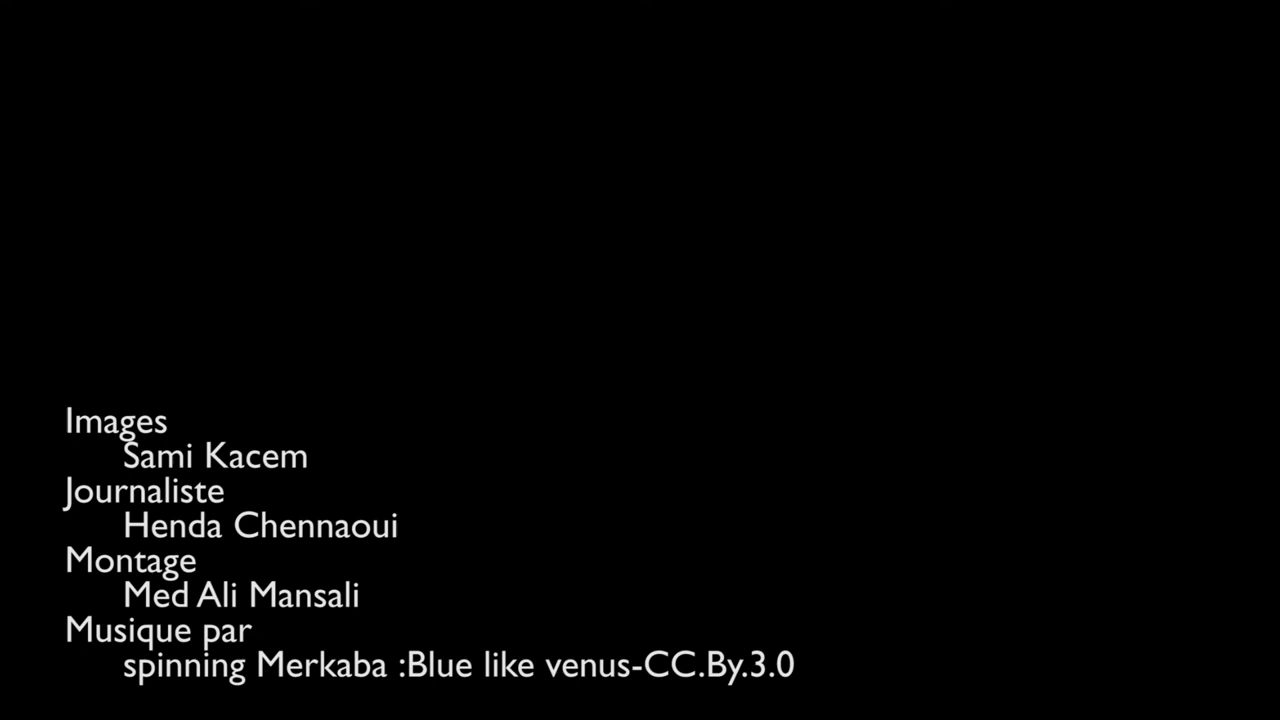 Images
Sami Kacem
Journaliste
Henda Chennaoui
Montage
Med Ali Mansali
Musique par
spinning Merkaba :Blue like venus-CC.By.3.0